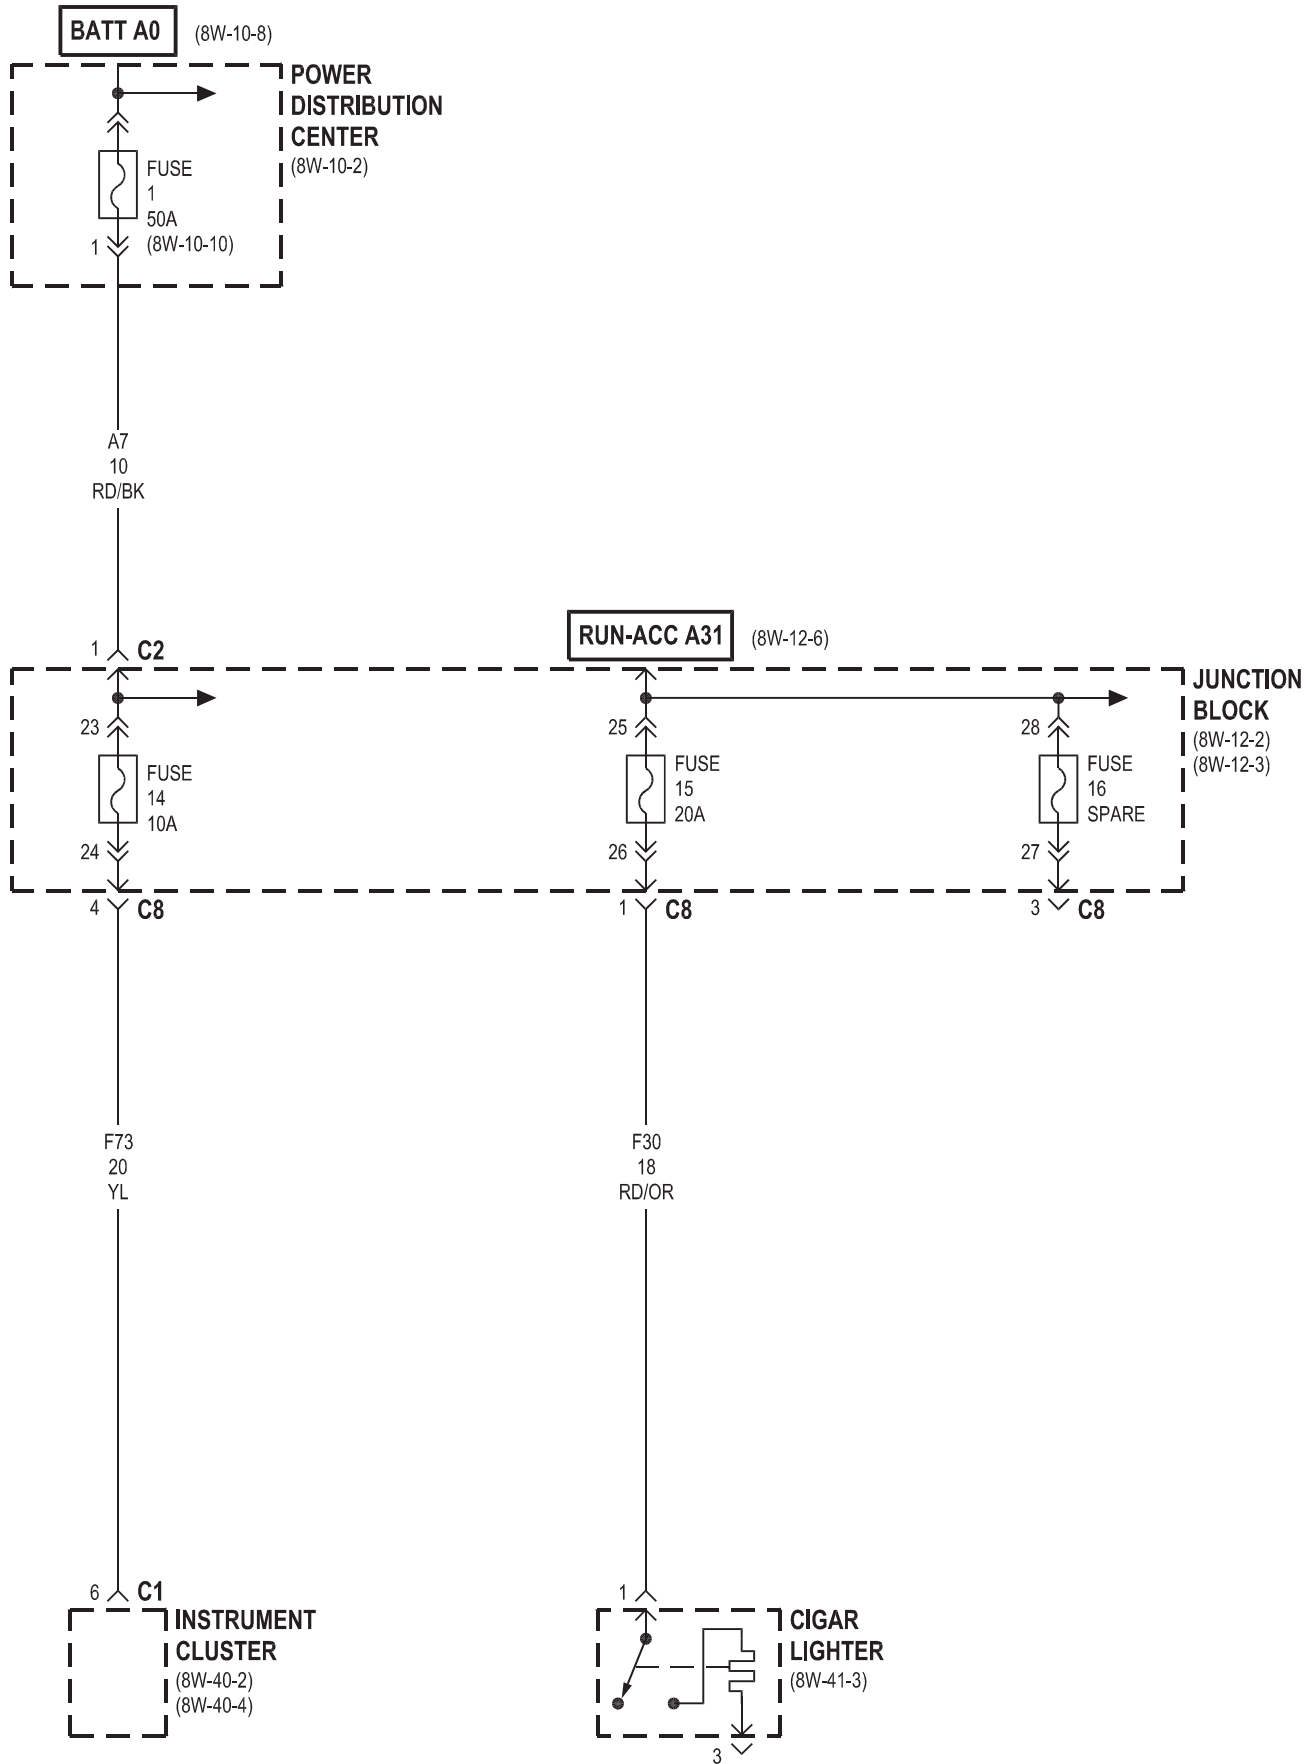 BATT A0 (8W-10-8)
POWER
DISTRIBUTION
CENTER
(8W-10-2)
FUSE
1
50A
1 (8W-10-10)
A7
10
RD/BK
1 C2
RUN-ACC A31 (8W-12-6)
JUNCTION
BLOCK
(8W-12-2)
(8W-12-3)
23
FUSE
14
10A
24
4 C8
25
FUSE
15
20A
26
1 C8
28
FUSE
16
SPARE
27
3 C8
F73
20
YL
F30
18
RD/OR
6 C1
INSTRUMENT
CLUSTER
(8W-40-2)
(8W-40-4)
1
CIGAR
LIGHTER
(8W-41-3)
3